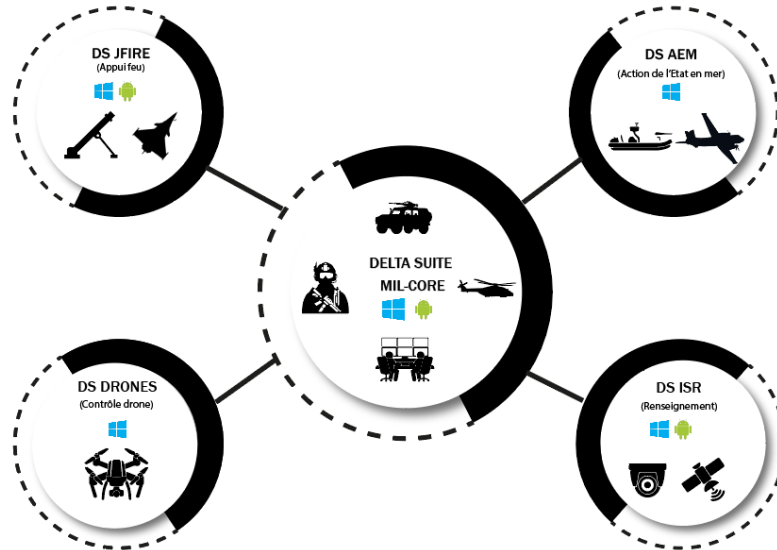 DS JFIRE
(Appui feu)
DS AEM
(Action de l'Etat en mer)
DELTA SUITE
MIL-CORE
DS DRONES
(Contrôle drone)
DS ISR
(Renseignement)